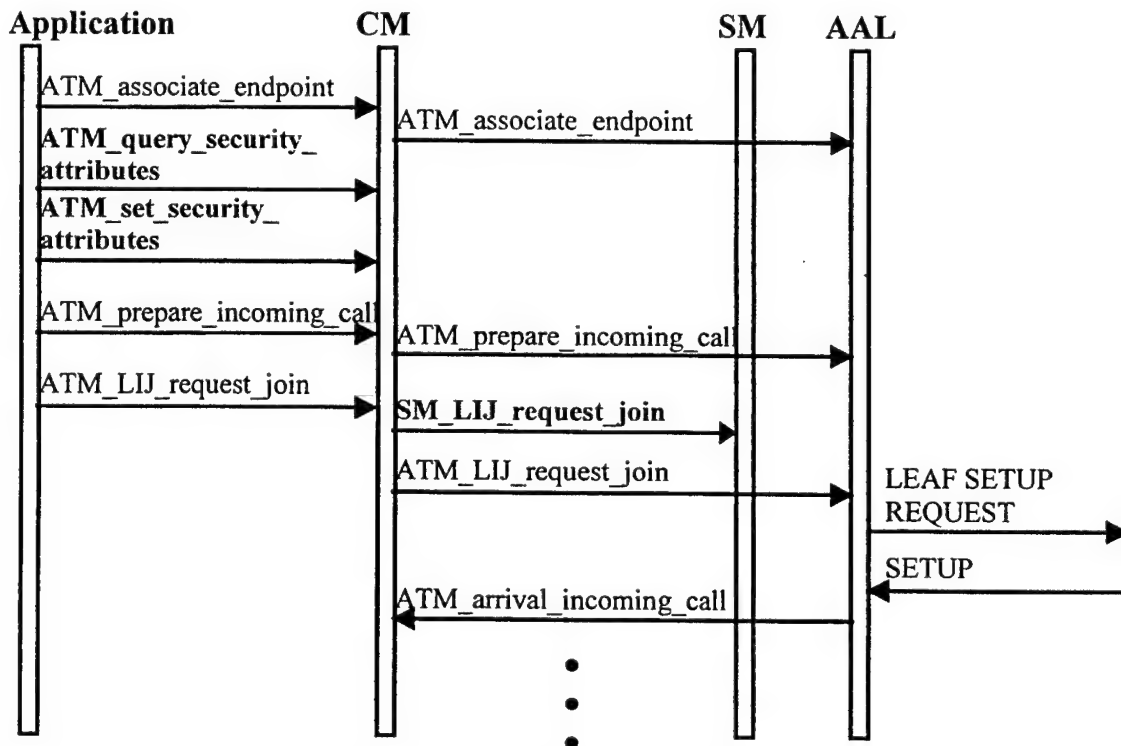 Application CM SM AAL
ATM_associate_endpoint
ATM_associate_endpoint
ATM_query_security_
attributes
ATM_set_security_
attributes
ATM_prepare_incoming_call
ATM_prepare_incoming_call
ATM_LIJ_request_join
SM_LIJ_request_join
ATM_LIJ_request_join
LEAF SETUP
REQUEST
SETUP
ATM_arrival_incoming_call